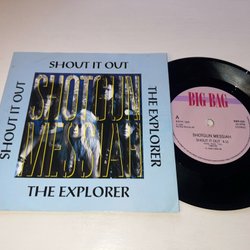 SHOUT IT OUT
SHOUT IT OUT
SHOTGUN
MESSIAH
THE EXPLORER
THE EXPLORER
BIG BAG
SHOTGUN MESSIAH
SHOUT IT OUT